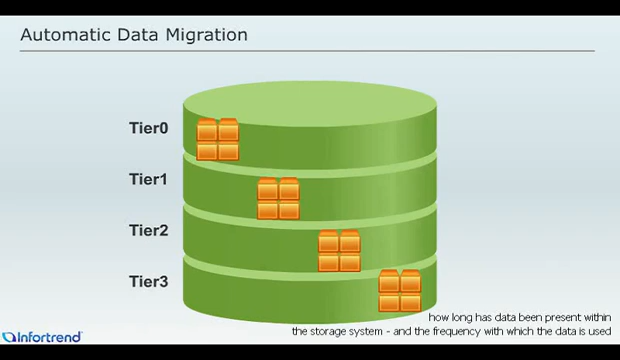 Automatic Data Migration
Tier0
Tier1
Tier2
Tier3
how long has data been present within
the storage system - and the frequency with which the data is used
Infortrend